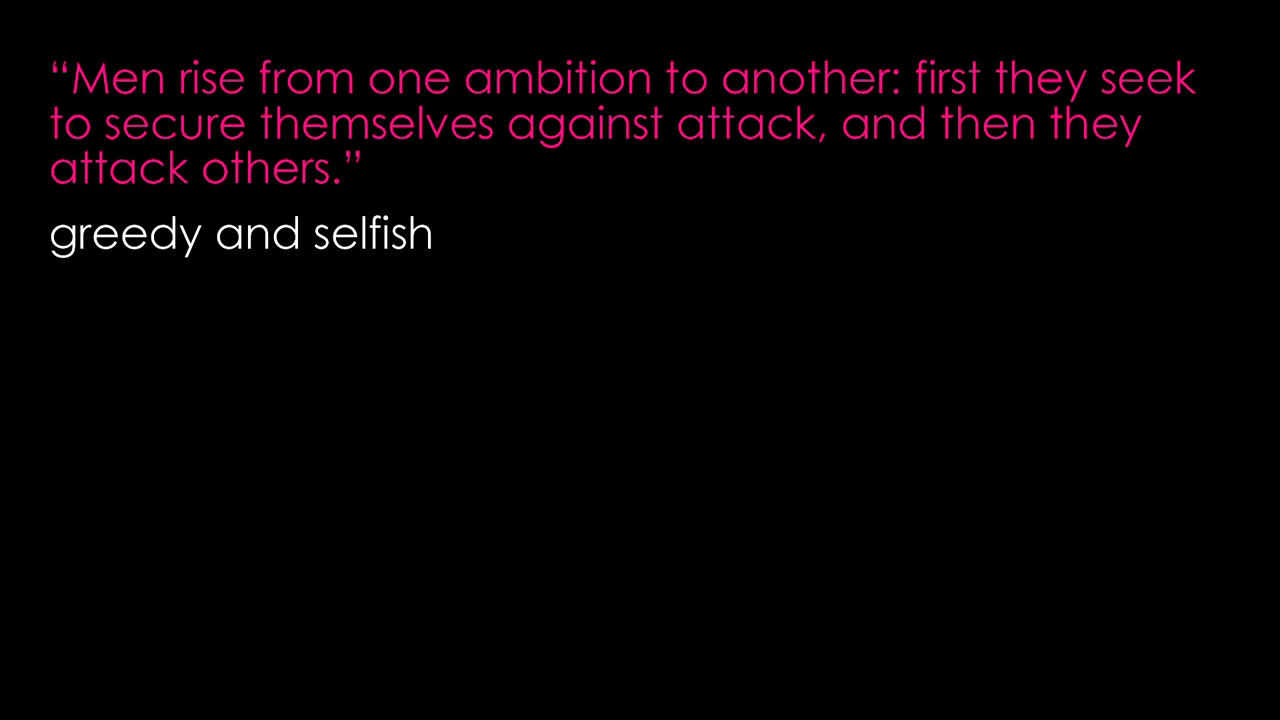 “Men rise from one ambition to another: first they seek
to secure themselves against attack, and then they
attack others.”
greedy and selfish